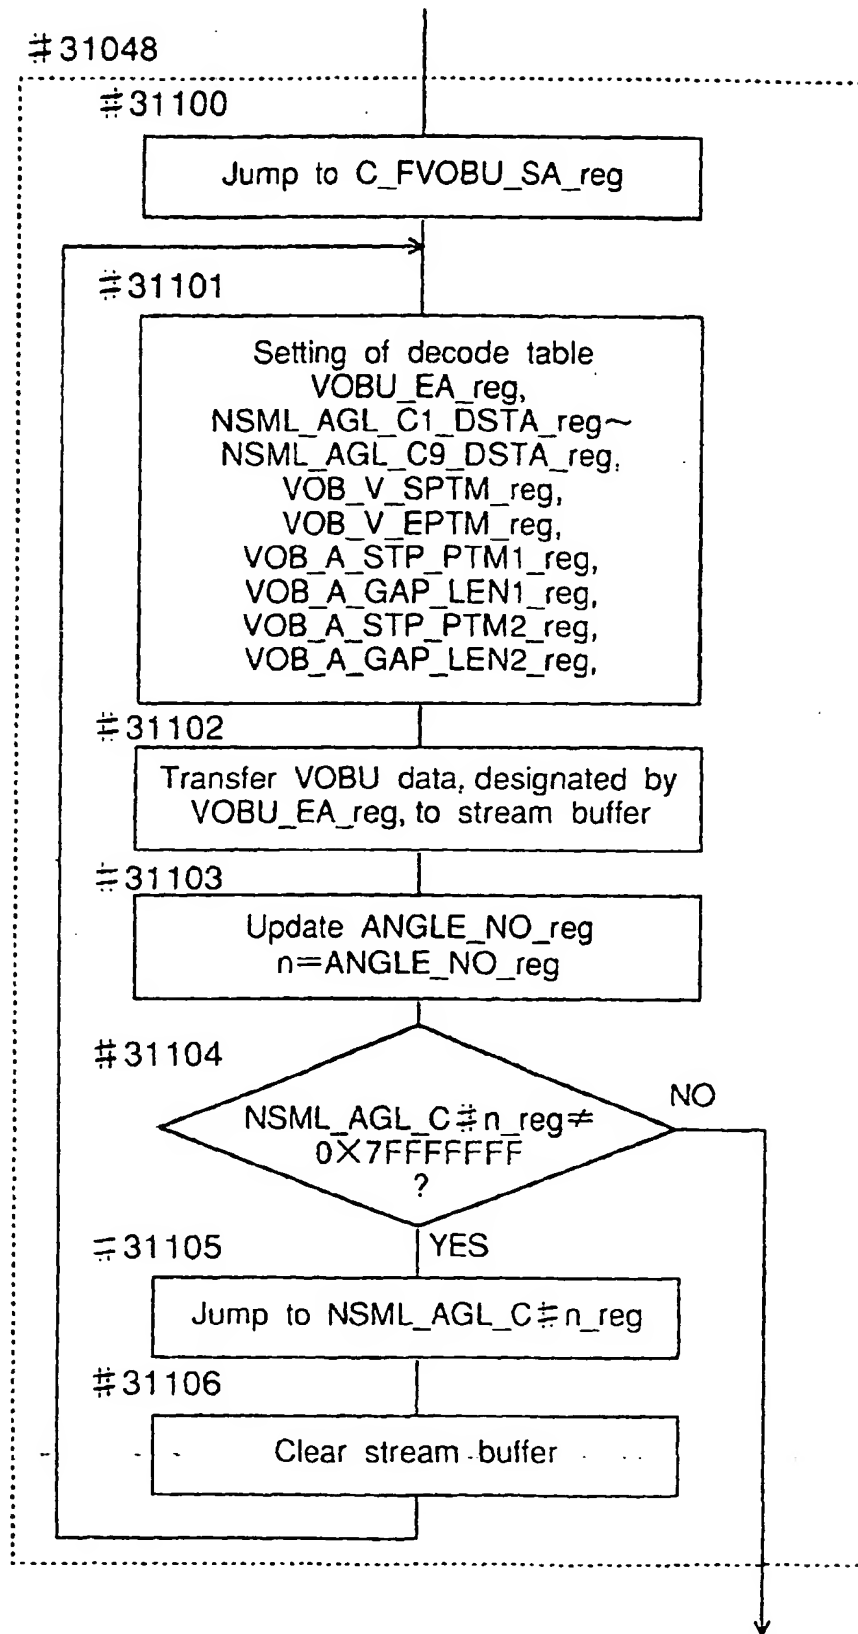 #31048
#31100
Jump to C_FVOBU_SA_reg
#31101
Setting of decode table
VOBU_EA_reg,
NSML_AGL_C1_DSTA_reg~
NSML_AGL_C9_DSTA_reg,
VOB_V_SPTM_reg,
VOB_V_EPTM_reg,
VOB_A_STP_PTM1_reg,
VOB_A_GAP_LEN1_reg,
VOB_A_STP_PTM2_reg,
VOB_A_GAP_LEN2_reg,
#31102
Transfer VOBU data, designated by
VOBU_EA_reg, to stream buffer
#31103
Update ANGLE_NO_reg
n=ANGLE_NO_reg
#31104
NO
NSML_AGL_C#n_reg≠
0X7FFFFFFF
?
YES
#31105
Jump to NSML_AGL_C#n_reg
#31106
Clear stream buffer